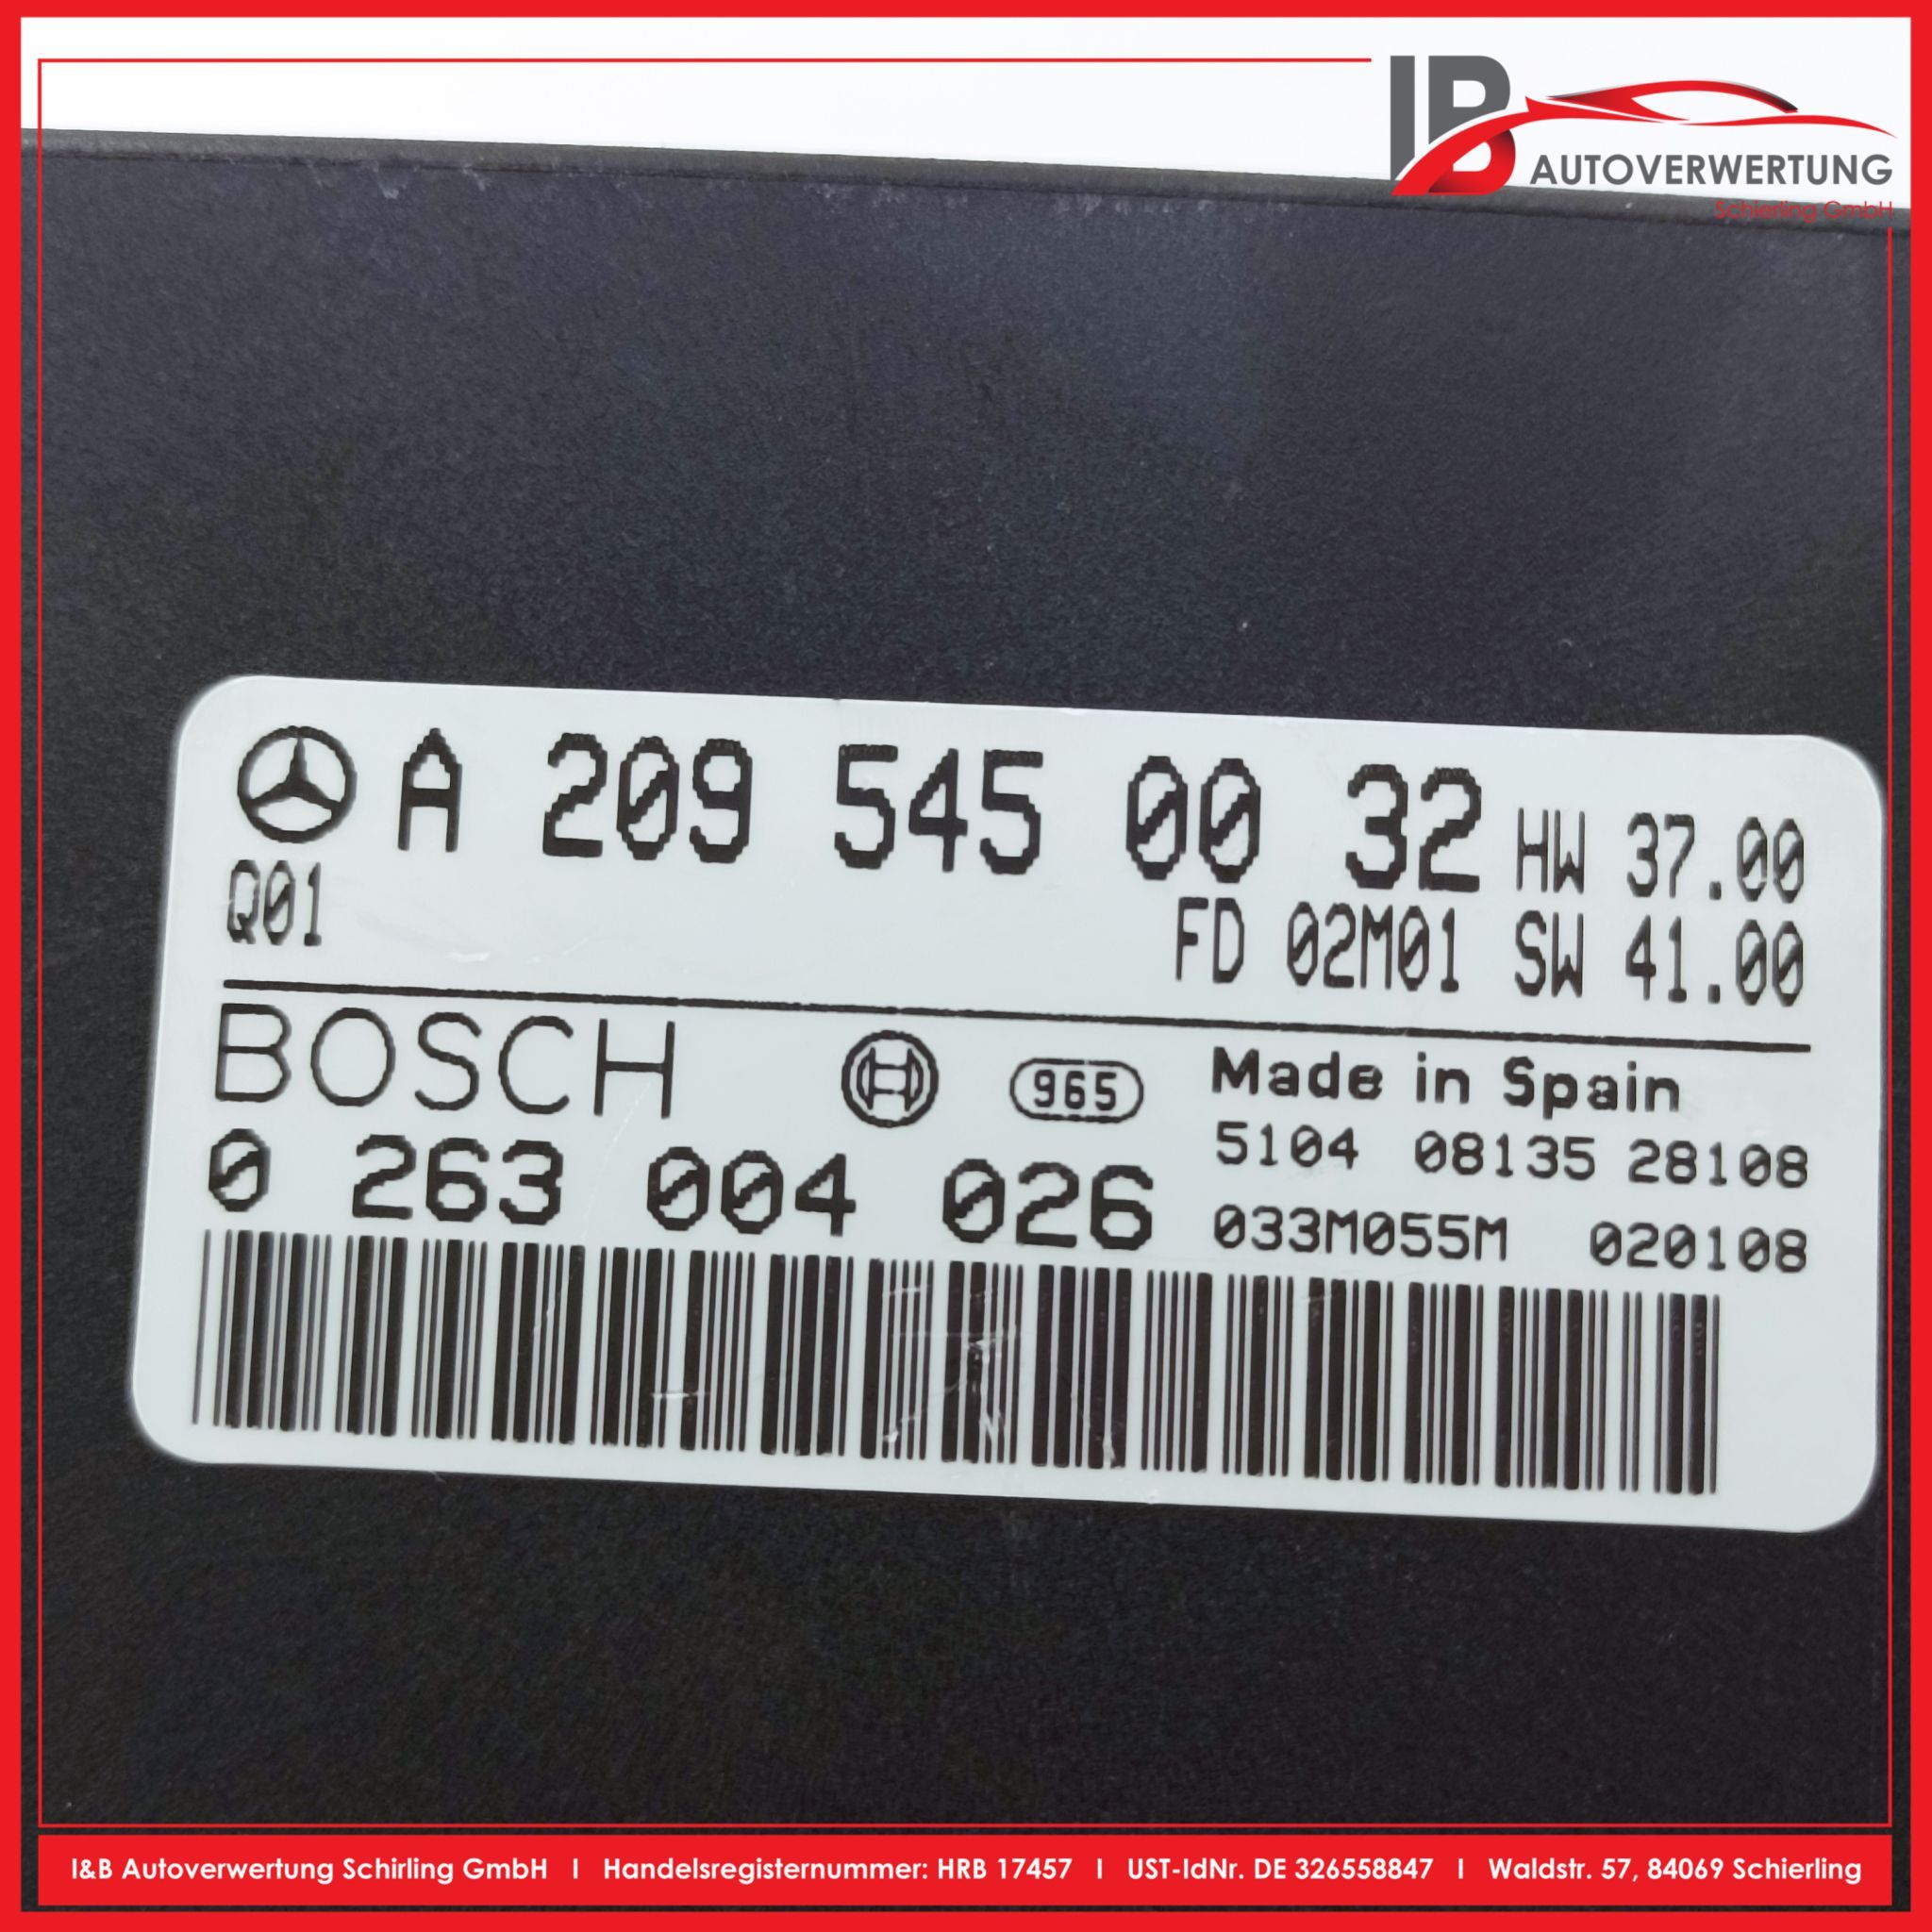 IB
AUTOVERWERTUNG
Schierling GmbH
A 209 545 00 32 HW 37.00
Q01 FD 02M01 SW 41.00
BOSCH 965 Made in Spain
5104 08135 28108
0 263 004 026
033M055M 020108
I&B Autoverwertung Schirling GmbH I Handelsregisternummer: HRB 17457 I UST-IdNr. DE 326558847 I Waldstr. 57, 84069 Schierling